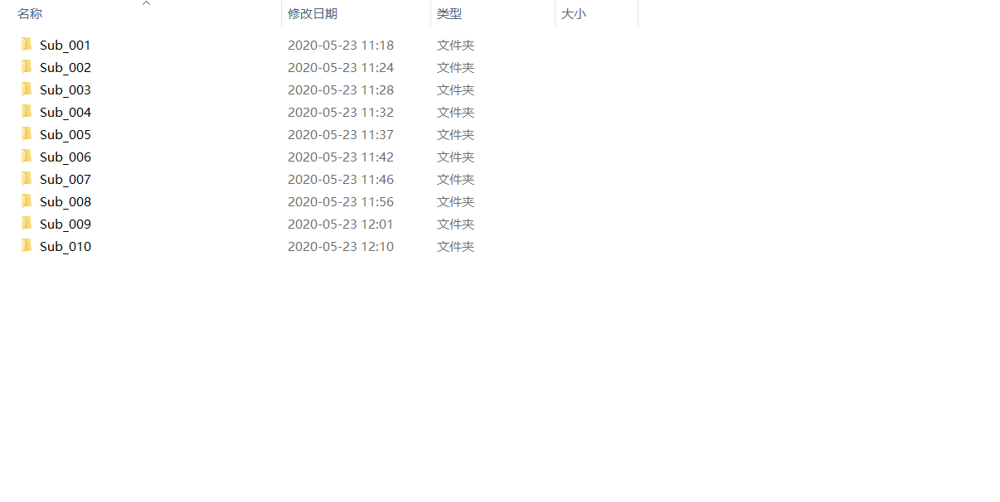 名称 修改日期 类型 大小
Sub_001 2020-05-23 11:18 文件夹
Sub_002 2020-05-23 11:24 文件夹
Sub_003 2020-05-23 11:28 文件夹
Sub_004 2020-05-23 11:32 文件夹
Sub_005 2020-05-23 11:37 文件夹
Sub_006 2020-05-23 11:42 文件夹
Sub_007 2020-05-23 11:46 文件夹
Sub_008 2020-05-23 11:56 文件夹
Sub_009 2020-05-23 12:01 文件夹
Sub_010 2020-05-23 12:10 文件夹